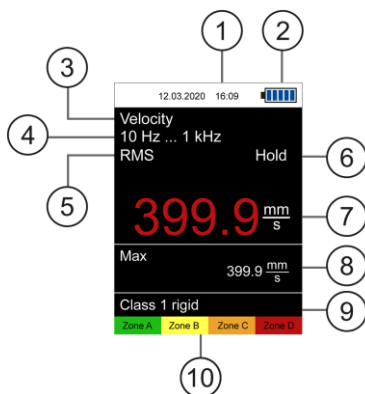 1 2
12.03.2020 16:09
3 Velocity
4 10 Hz ... 1 kHz
5 RMS Hold 6
399.9 mm/s 7
Max
399.9 mm/s 8
Class 1 rigid 9
Zone A Zone B Zone C Zone D
10